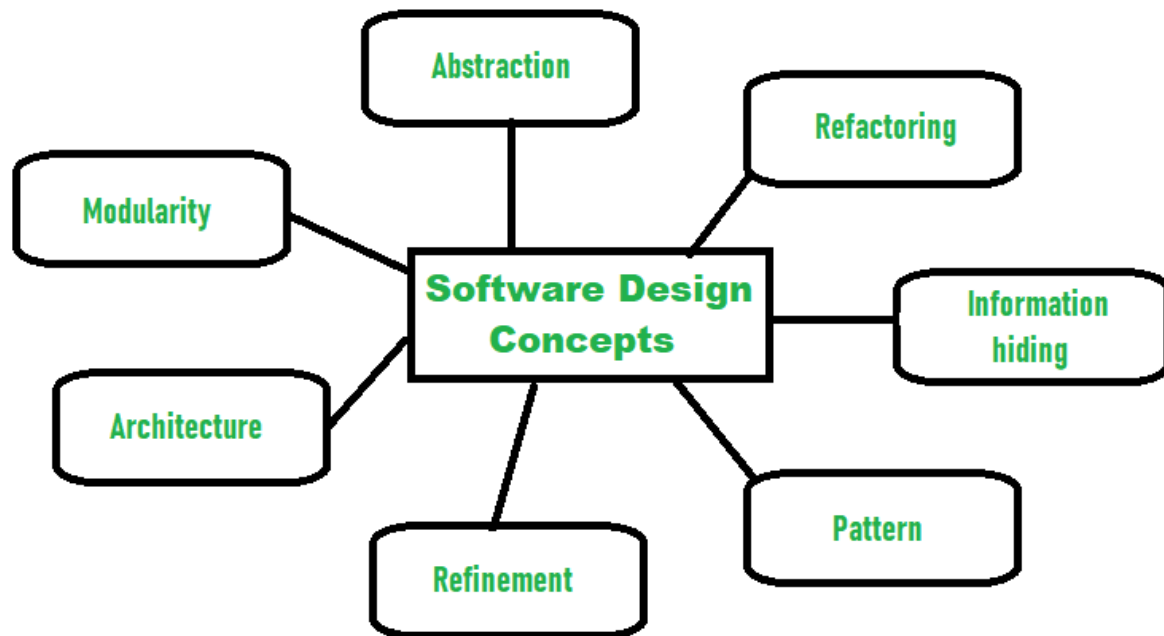 Abstraction
Refactoring
Modularity
Software Design
Concepts
Information
hiding
Architecture
Pattern
Refinement